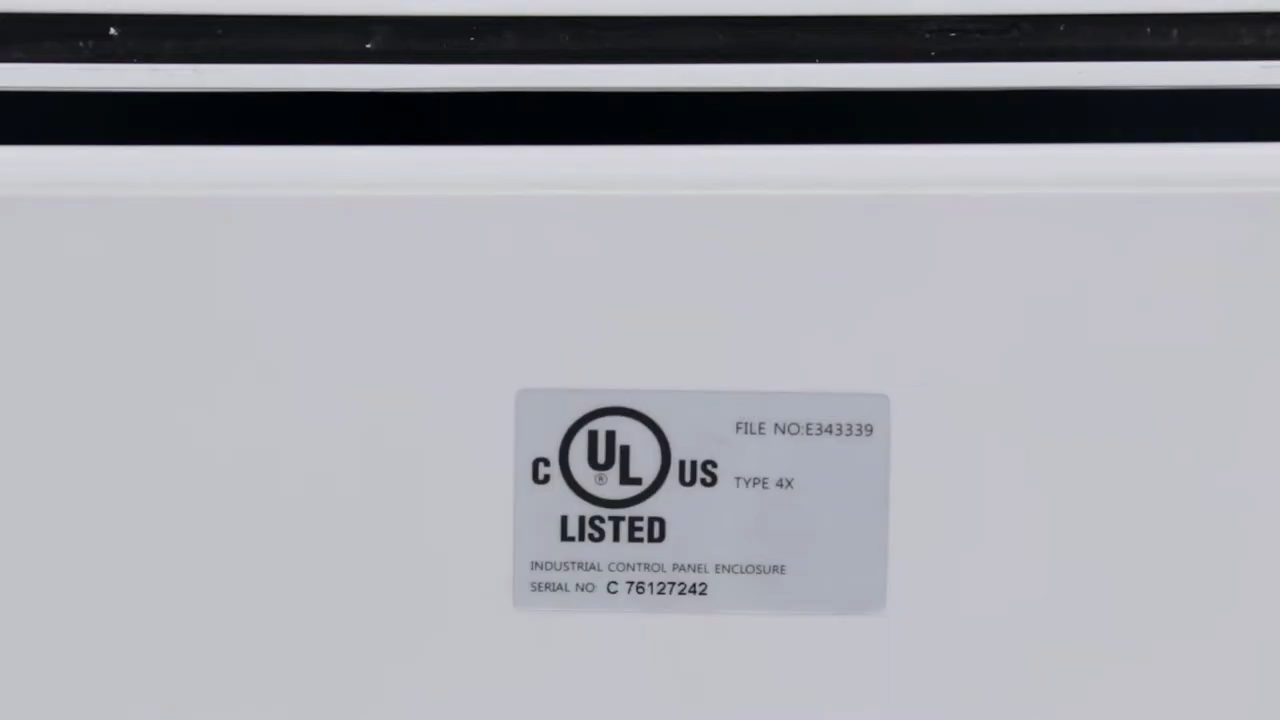 FILE NO:E343339
C UL® US
TYPE 4X
LISTED
INDUSTRIAL CONTROL PANEL ENCLOSURE
SERIAL NO: C 76127242